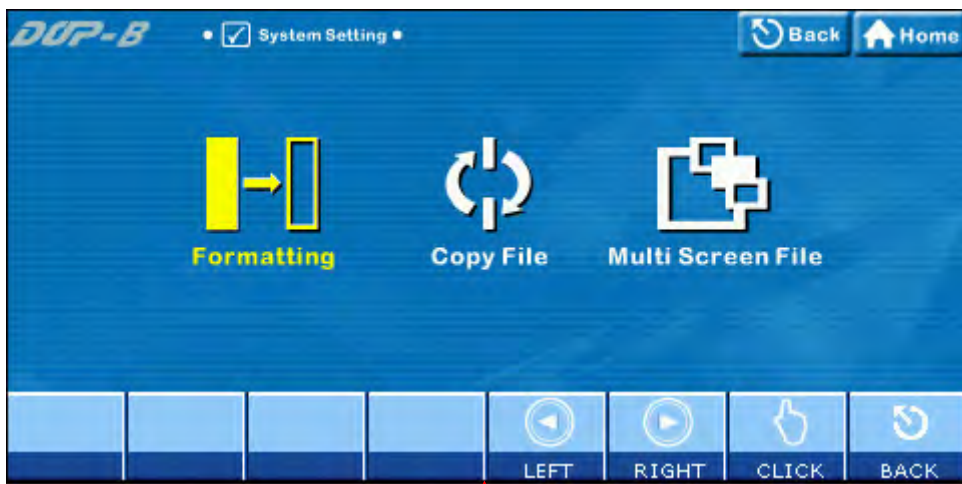 DOP-B
• System Setting •
Back
Home
Formatting
Copy File
Multi Screen File
LEFT
RIGHT
CLICK
BACK